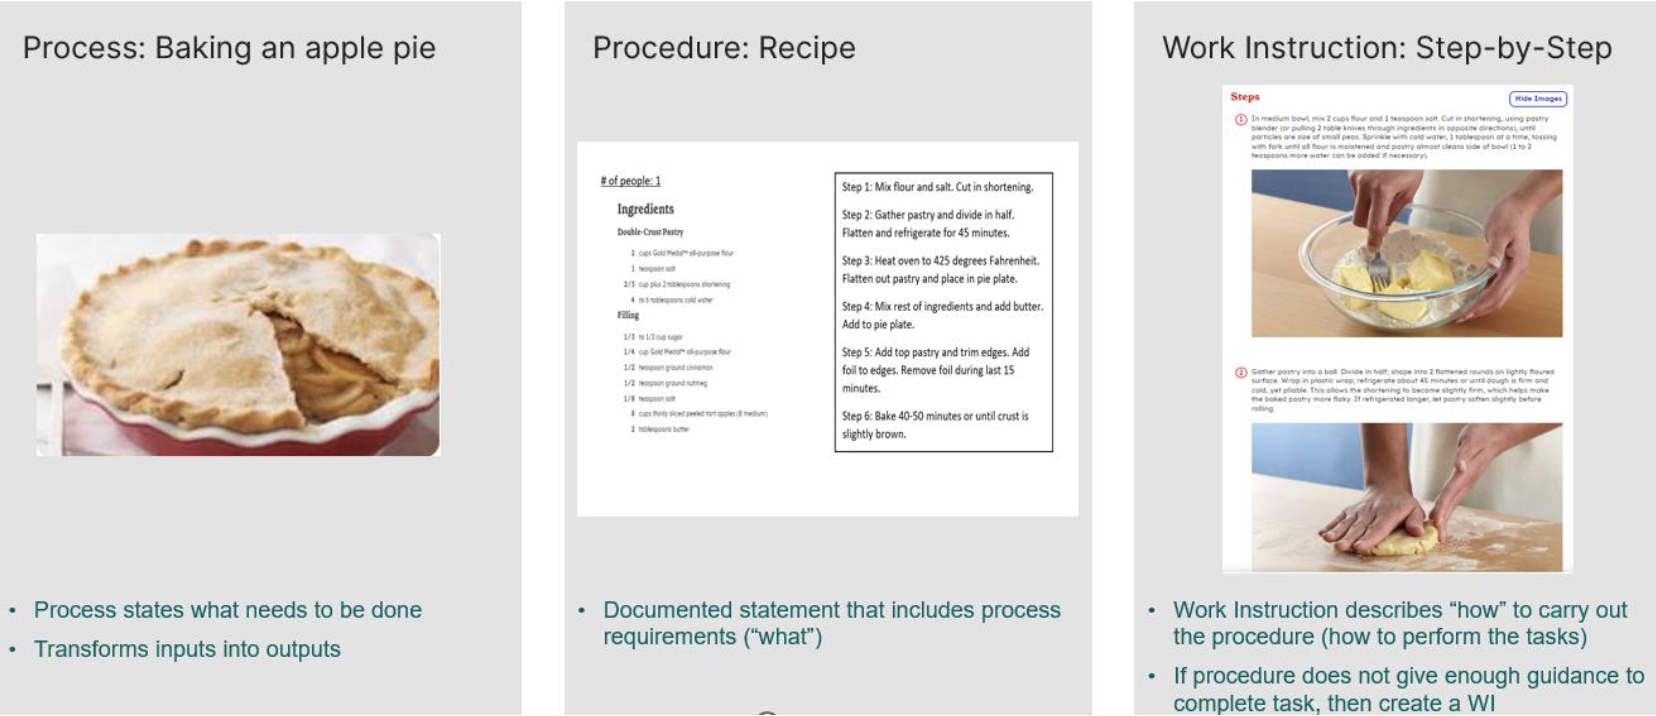 Process: Baking an apple pie
• Process states what needs to be done
• Transforms inputs into outputs
Procedure: Recipe
# of people: 1
Ingredients
Double-Crust Pastry
2 cups Gold Medal™ all-purpose flour
1 teaspoon salt
2/3 cup plus 2 tablespoons shortening
4 to 6 tablespoons cold water
Filling
1/3 to 1/2 cup sugar
1/4 cup Gold Medal™ all-purpose flour
1/2 teaspoon ground cinnamon
1/2 teaspoon ground nutmeg
1/8 teaspoon salt
8 cups thinly sliced peeled tart apples (8 medium)
2 tablespoons butter
Step 1: Mix flour and salt. Cut in shortening.
Step 2: Gather pastry and divide in half.
Flatten and refrigerate for 45 minutes.
Step 3: Heat oven to 425 degrees Fahrenheit.
Flatten out pastry and place in pie plate.
Step 4: Mix rest of ingredients and add butter.
Add to pie plate.
Step 5: Add top pastry and trim edges. Add
foil to edges. Remove foil during last 15
minutes.
Step 6: Bake 40-50 minutes or until crust is
slightly brown.
• Documented statement that includes process
requirements (“what”)
Work Instruction: Step-by-Step
Steps
Hide Images
1 In medium bowl, mix 2 cups flour and 1 teaspoon salt. Cut in shortening, using pastry
blender (or pulling 2 table knives through ingredients in opposite directions), until
particles are size of small peas. Sprinkle with cold water, 1 tablespoon at a time, tossing
with fork until all flour is moistened and pastry almost cleans side of bowl (1 to 2
teaspoons more water can be added if necessary).
2 Gather pastry into a ball. Divide in half; shape into 2 flattened rounds on lightly floured
surface. Wrap in plastic wrap; refrigerate about 45 minutes or until dough is firm and
cold, yet pliable. This allows the shortening to become slightly firm, which helps make
the baked pastry more flaky. If refrigerated longer, let pastry soften slightly before
rolling.
• Work Instruction describes “how” to carry out
the procedure (how to perform the tasks)
• If procedure does not give enough guidance to
complete task, then create a WI